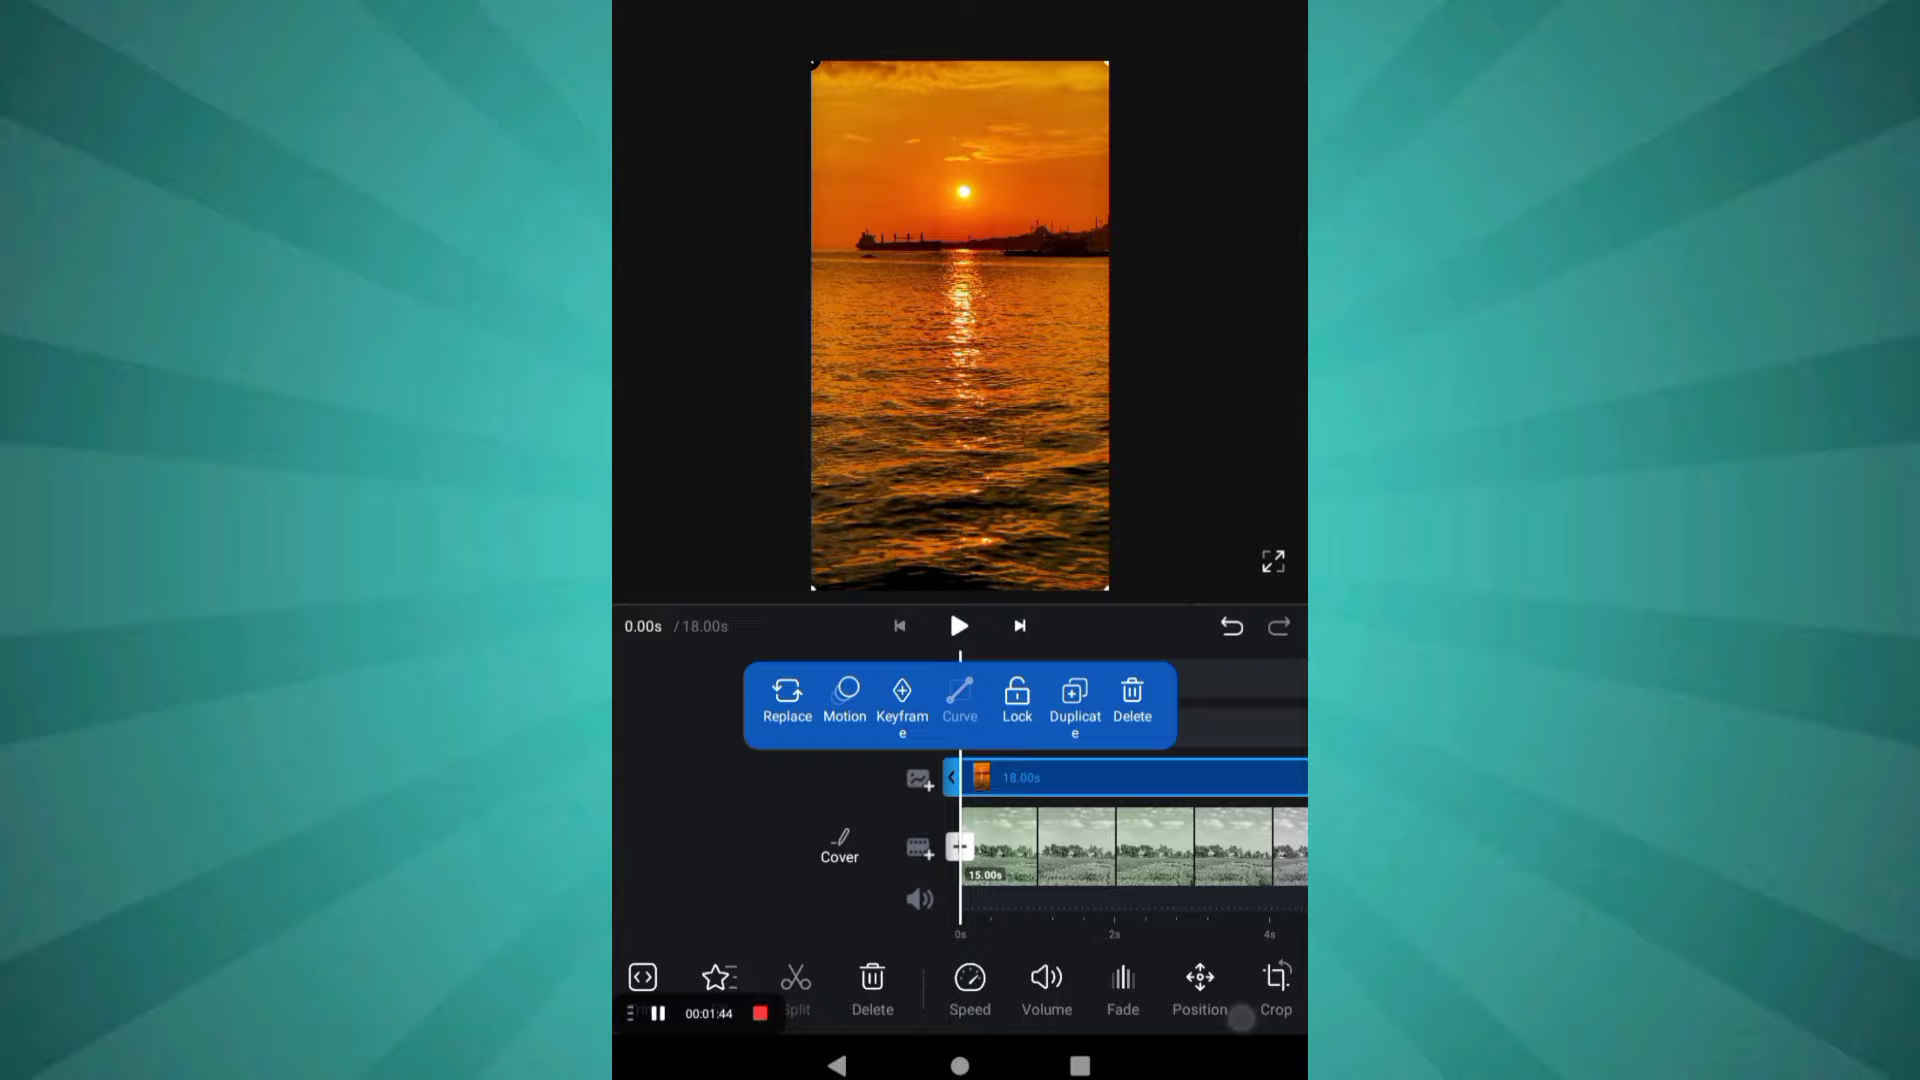 0.00s / 18.00s
Replace Motion Keyfram Curve Lock Duplicat Delete
e e
18.00s
Cover
15.00s
0s 2s 4s
Split Delete Speed Volume Fade Position Crop
00:01:44